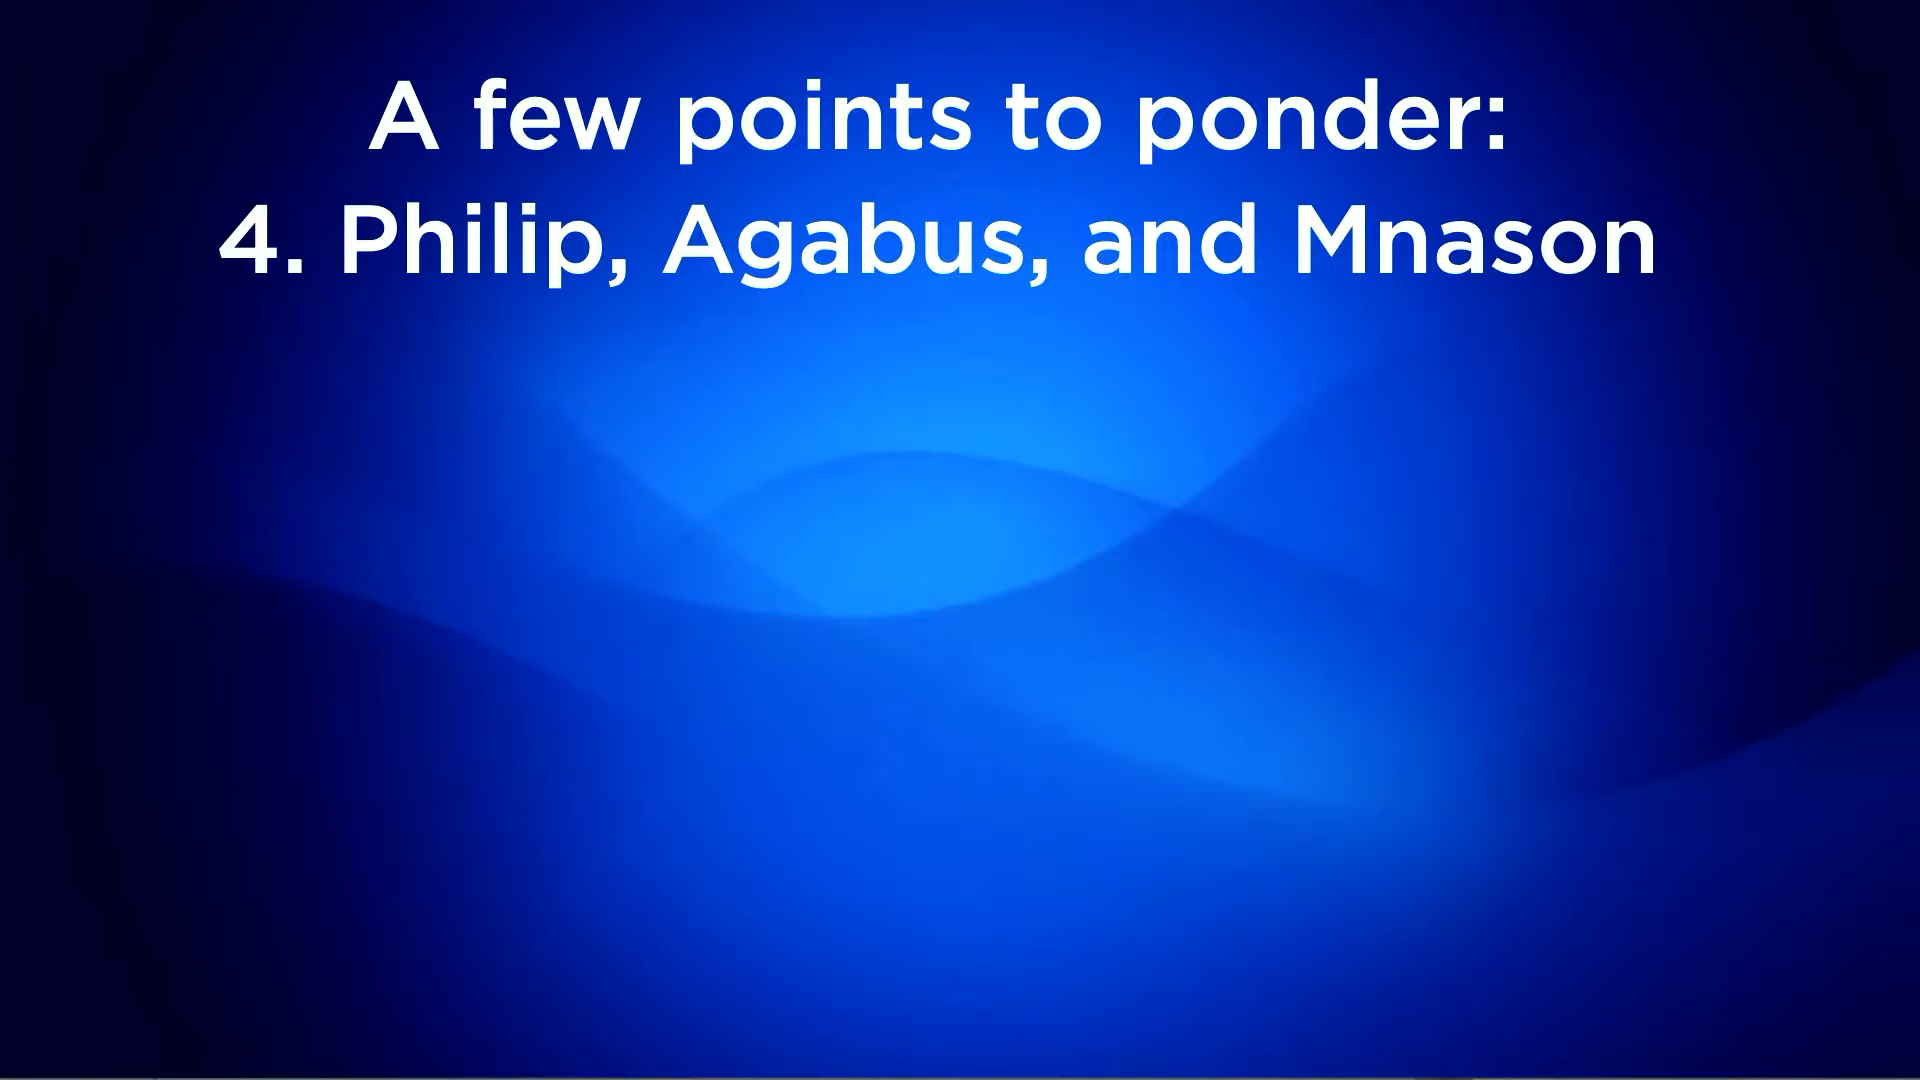 A few points to ponder:
4. Philip, Agabus, and Mnason